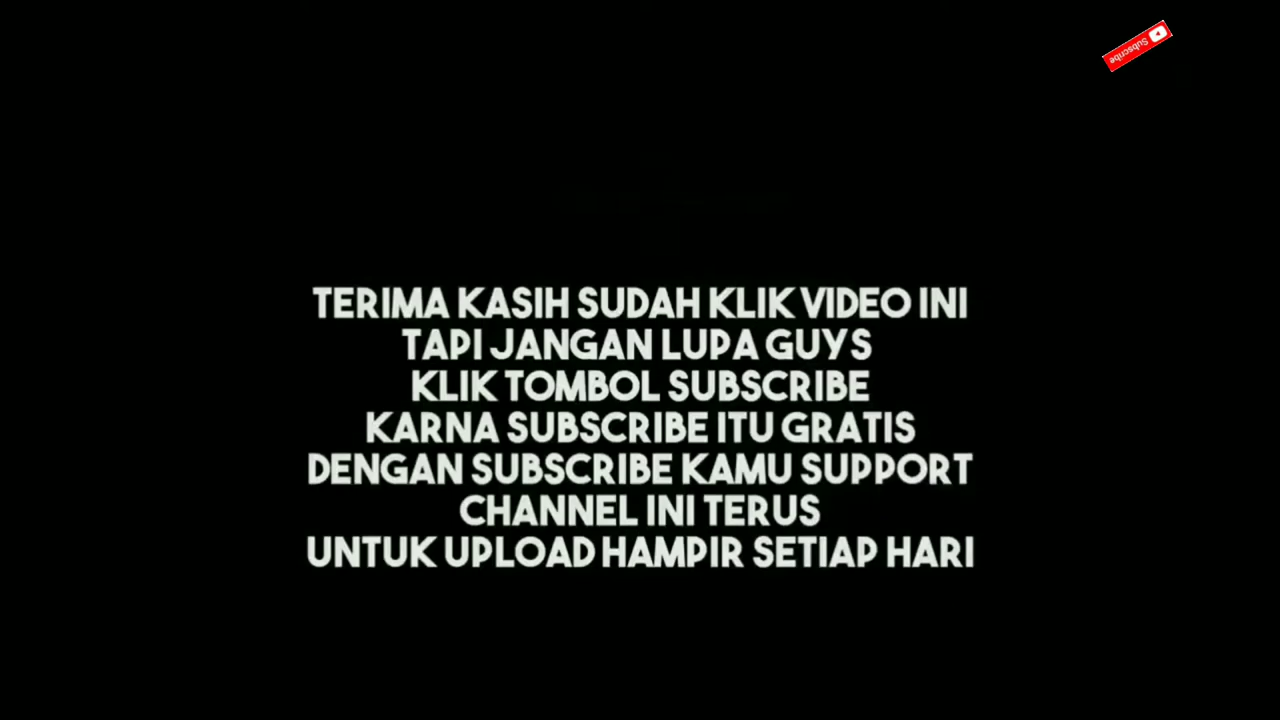 Subscribe
TERIMA KASIH SUDAH KLIK VIDEO INI
TAPI JANGAN LUPA GUYS
KLIK TOMBOL SUBSCRIBE
KARNA SUBSCRIBE ITU GRATIS
DENGAN SUBSCRIBE KAMU SUPPORT
CHANNEL INI TERUS
UNTUK UPLOAD HAMPIR SETIAP HARI